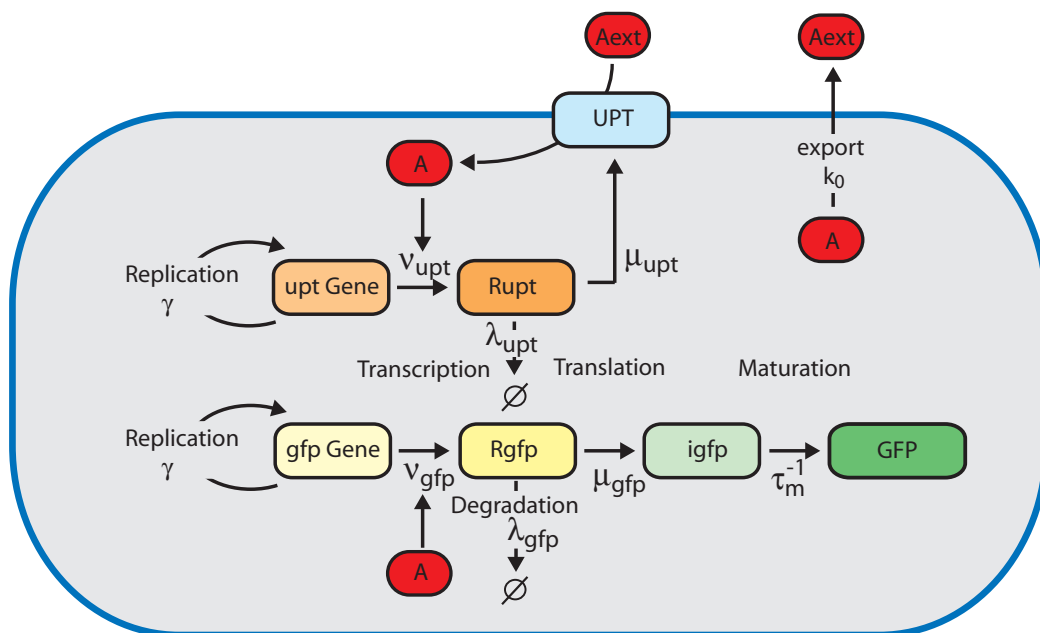 Aext
Aext
UPT
A
export
k0
A
Replication
γ
upt Gene
νupt
Rupt
μupt
λupt
Transcription
Translation
Maturation
∅
Replication
γ
gfp Gene
νgfp
Rgfp
μgfp
igfp
τm-1
GFP
Degradation
λgfp
A
∅